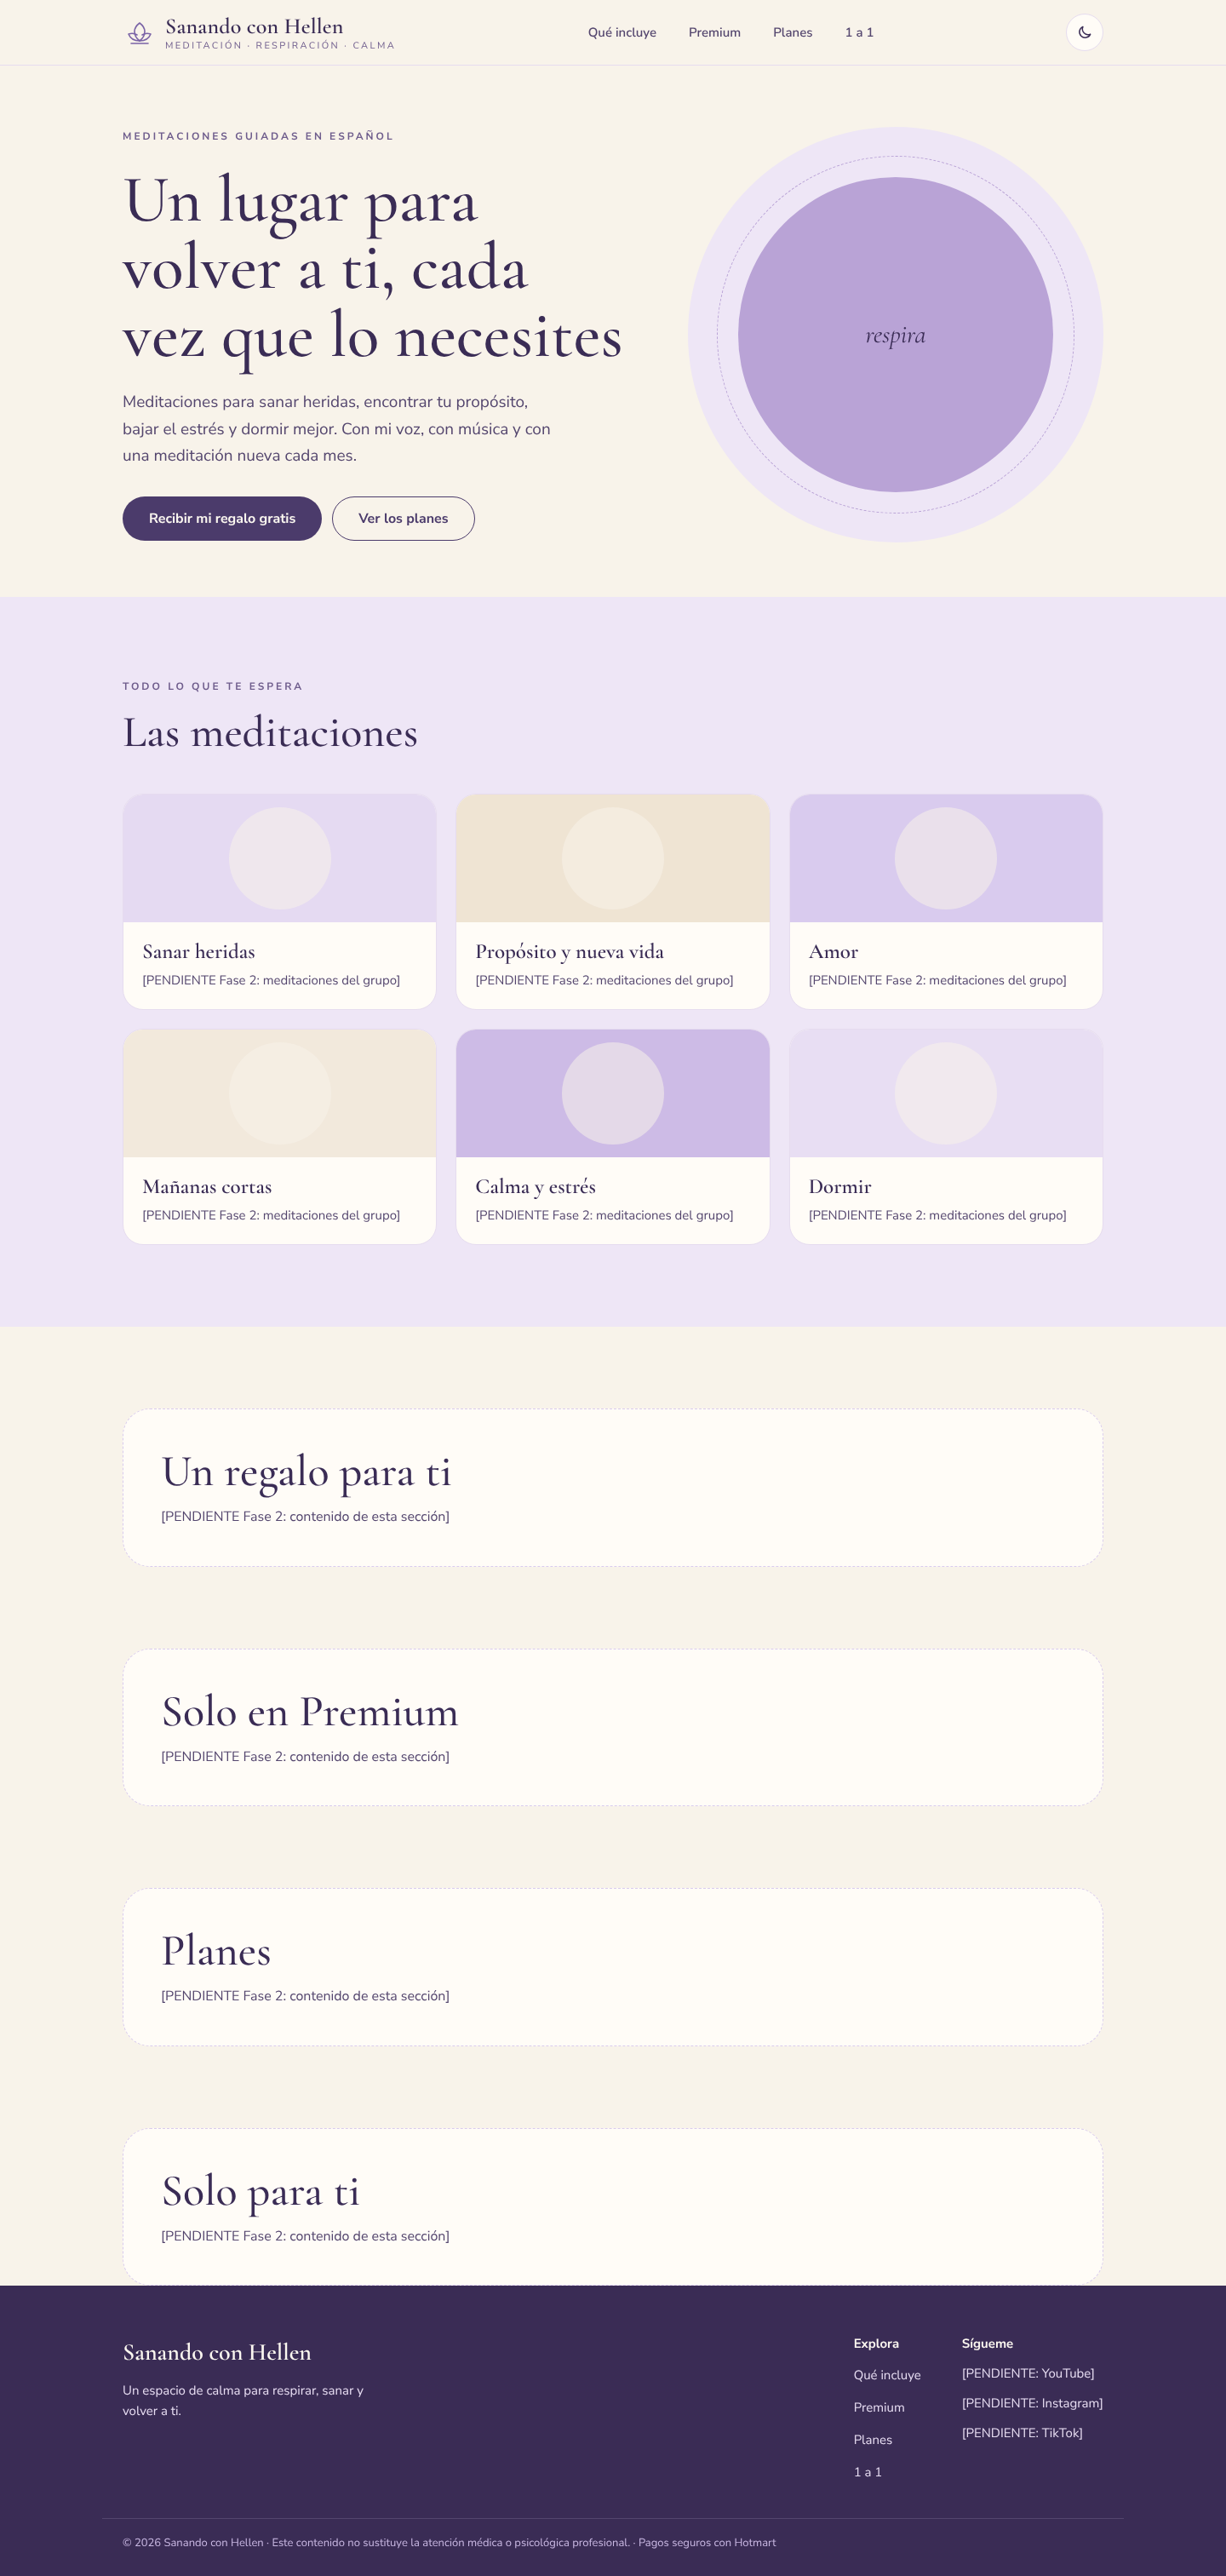 Sanando con Hellen
MEDITACIÓN · RESPIRACIÓN · CALMA
Qué incluye
Premium
Planes
1 a 1
MEDITACIONES GUIADAS EN ESPAÑOL
Un lugar para
volver a ti, cada
vez que lo necesites
Meditaciones para sanar heridas, encontrar tu propósito,
bajar el estrés y dormir mejor. Con mi voz, con música y con
una meditación nueva cada mes.
Recibir mi regalo gratis
Ver los planes
respira
TODO LO QUE TE ESPERA
Las meditaciones
Sanar heridas
[PENDIENTE Fase 2: meditaciones del grupo]
Propósito y nueva vida
[PENDIENTE Fase 2: meditaciones del grupo]
Amor
[PENDIENTE Fase 2: meditaciones del grupo]
Mañanas cortas
[PENDIENTE Fase 2: meditaciones del grupo]
Calma y estrés
[PENDIENTE Fase 2: meditaciones del grupo]
Dormir
[PENDIENTE Fase 2: meditaciones del grupo]
Un regalo para ti
[PENDIENTE Fase 2: contenido de esta sección]
Solo en Premium
[PENDIENTE Fase 2: contenido de esta sección]
Planes
[PENDIENTE Fase 2: contenido de esta sección]
Solo para ti
[PENDIENTE Fase 2: contenido de esta sección]
Sanando con Hellen
Un espacio de calma para respirar, sanar y
volver a ti.
Explora
Qué incluye
Premium
Planes
1 a 1
Sígueme
[PENDIENTE: YouTube]
[PENDIENTE: Instagram]
[PENDIENTE: TikTok]
© 2026 Sanando con Hellen · Este contenido no sustituye la atención médica o psicológica profesional. · Pagos seguros con Hotmart